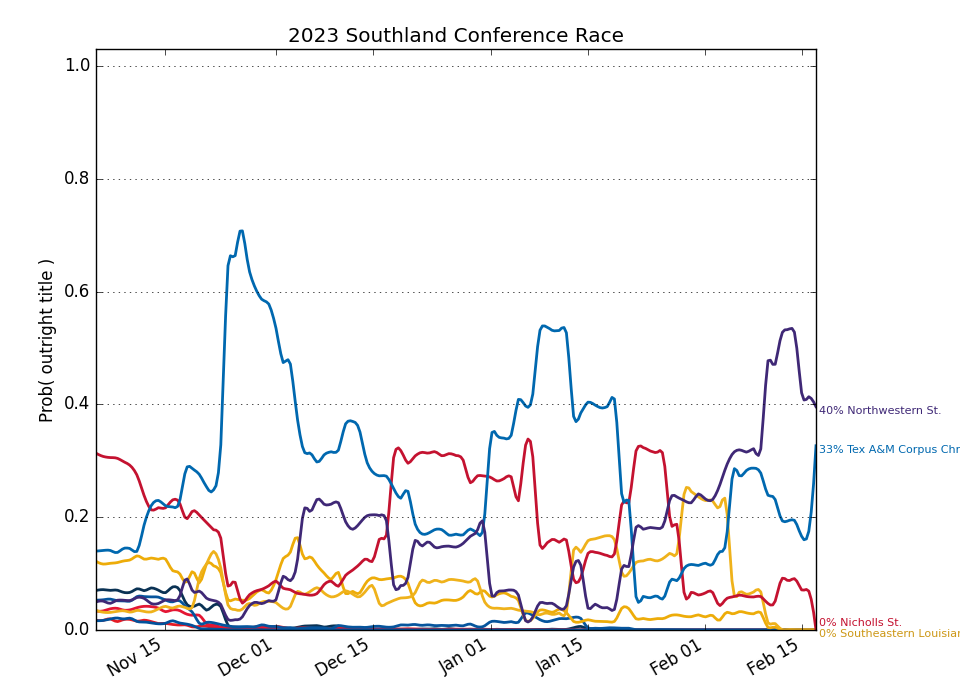 2023 Southland Conference Race
Prob( outright title )
1.0
0.8
0.6
0.4
0.2
0.0
40% Northwestern St.
33% Tex A&M Corpus Chr
0% Nicholls St.
0% Southeastern Louisian
Nov 15
Dec 01
Dec 15
Jan 01
Jan 15
Feb 01
Feb 15